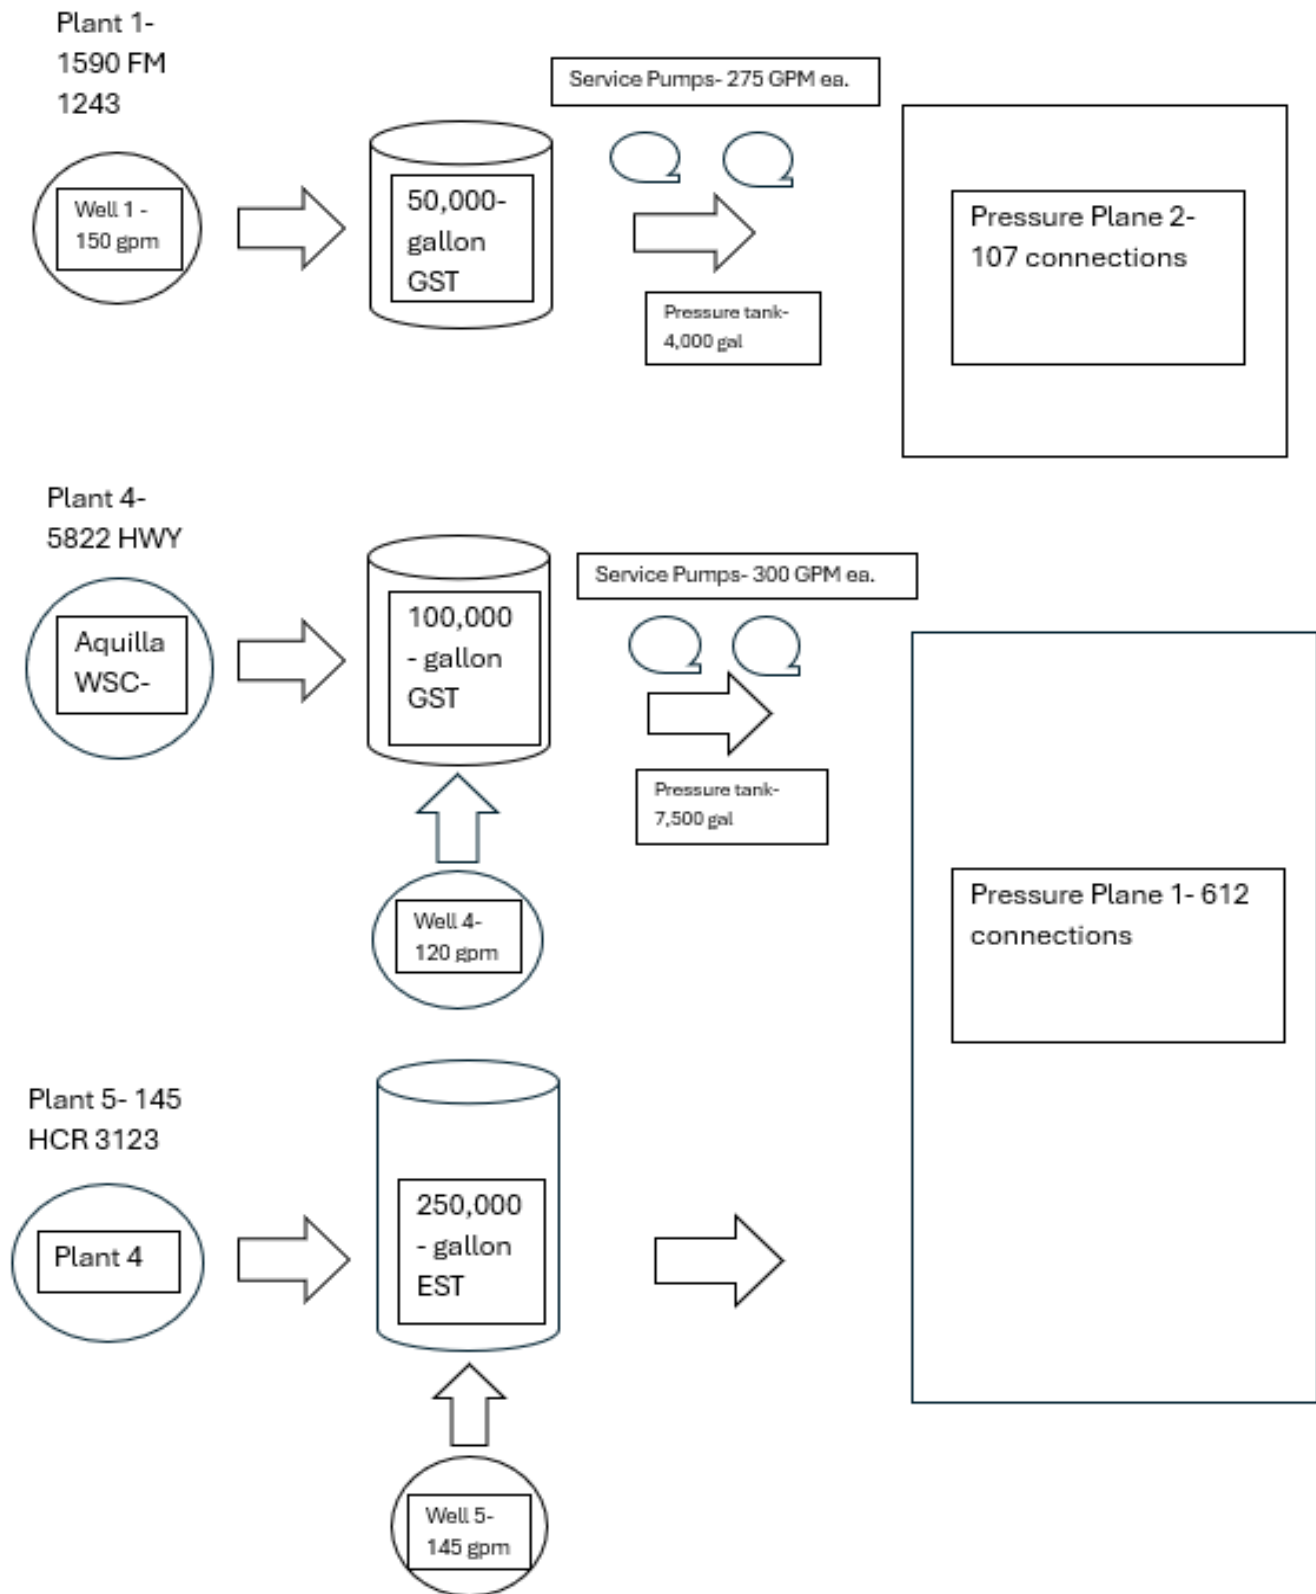 Plant 1-
1590 FM
1243
Service Pumps- 275 GPM ea.
Well 1 -
150 gpm
50,000-
gallon
GST
Pressure Plane 2-
107 connections
Pressure tank-
4,000 gal
Plant 4-
5822 HWY
Service Pumps- 300 GPM ea.
Aquilla
WSC-
100,000
- gallon
GST
Pressure tank-
7,500 gal
Well 4-
120 gpm
Pressure Plane 1- 612
connections
Plant 5- 145
HCR 3123
Plant 4
250,000
- gallon
EST
Well 5-
145 gpm